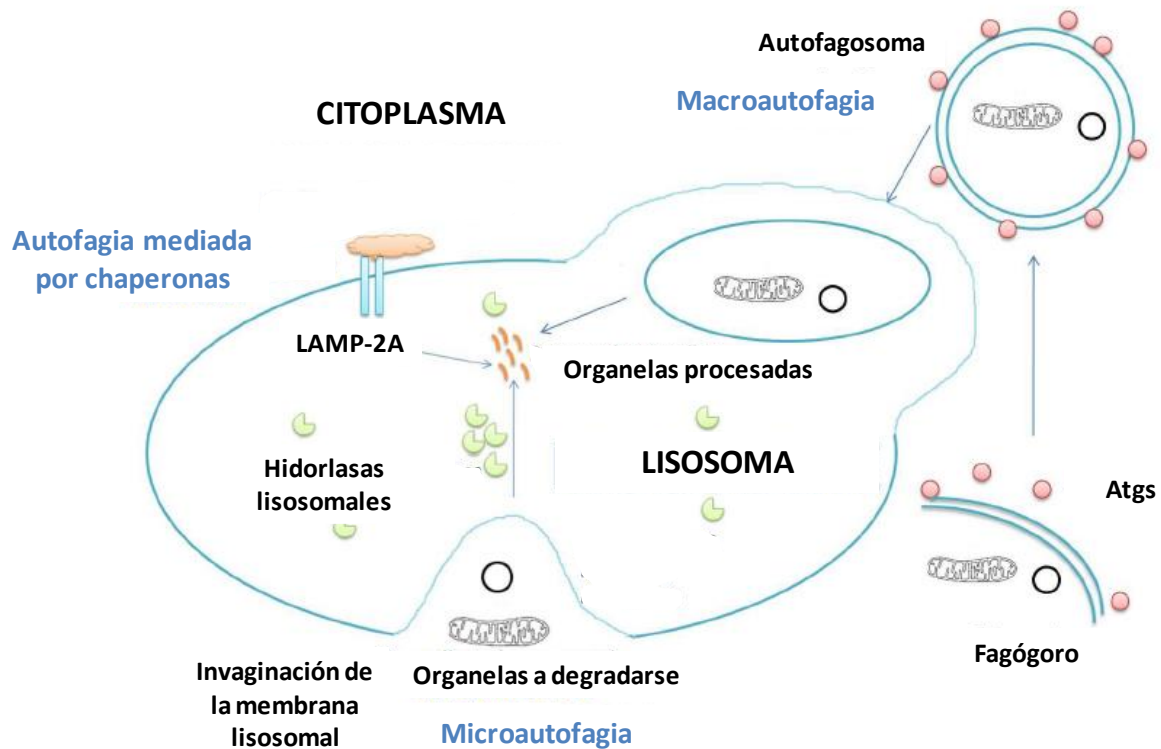 Autofagosoma
Macroautofagia
CITOPLASMA
Autofagia mediada
por chaperonas
LAMP-2A
Organelas procesadas
LISOSOMA
Hidorlasas
lisosomales
Atgs
Fagógoro
Invaginación de
la membrana
lisosomal
Organelas a degradarse
Microautofagia